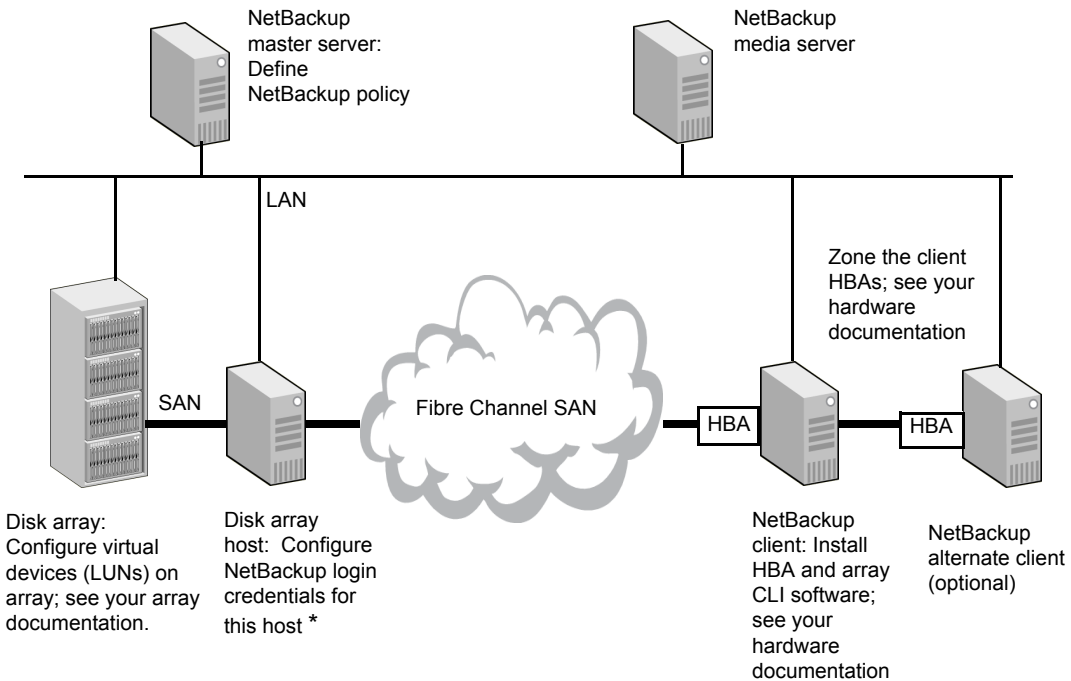 NetBackup
master server:
Define
NetBackup policy
NetBackup
media server
LAN
Zone the client
HBAs; see your
hardware
documentation
SAN
Fibre Channel SAN
HBA
HBA
Disk array:
Configure virtual
devices (LUNs) on
array; see your array
documentation.
Disk array
host:  Configure
NetBackup login
credentials for
this host *
NetBackup
client: Install
HBA and array
CLI software;
see your
hardware
documentation
NetBackup
alternate client
(optional)